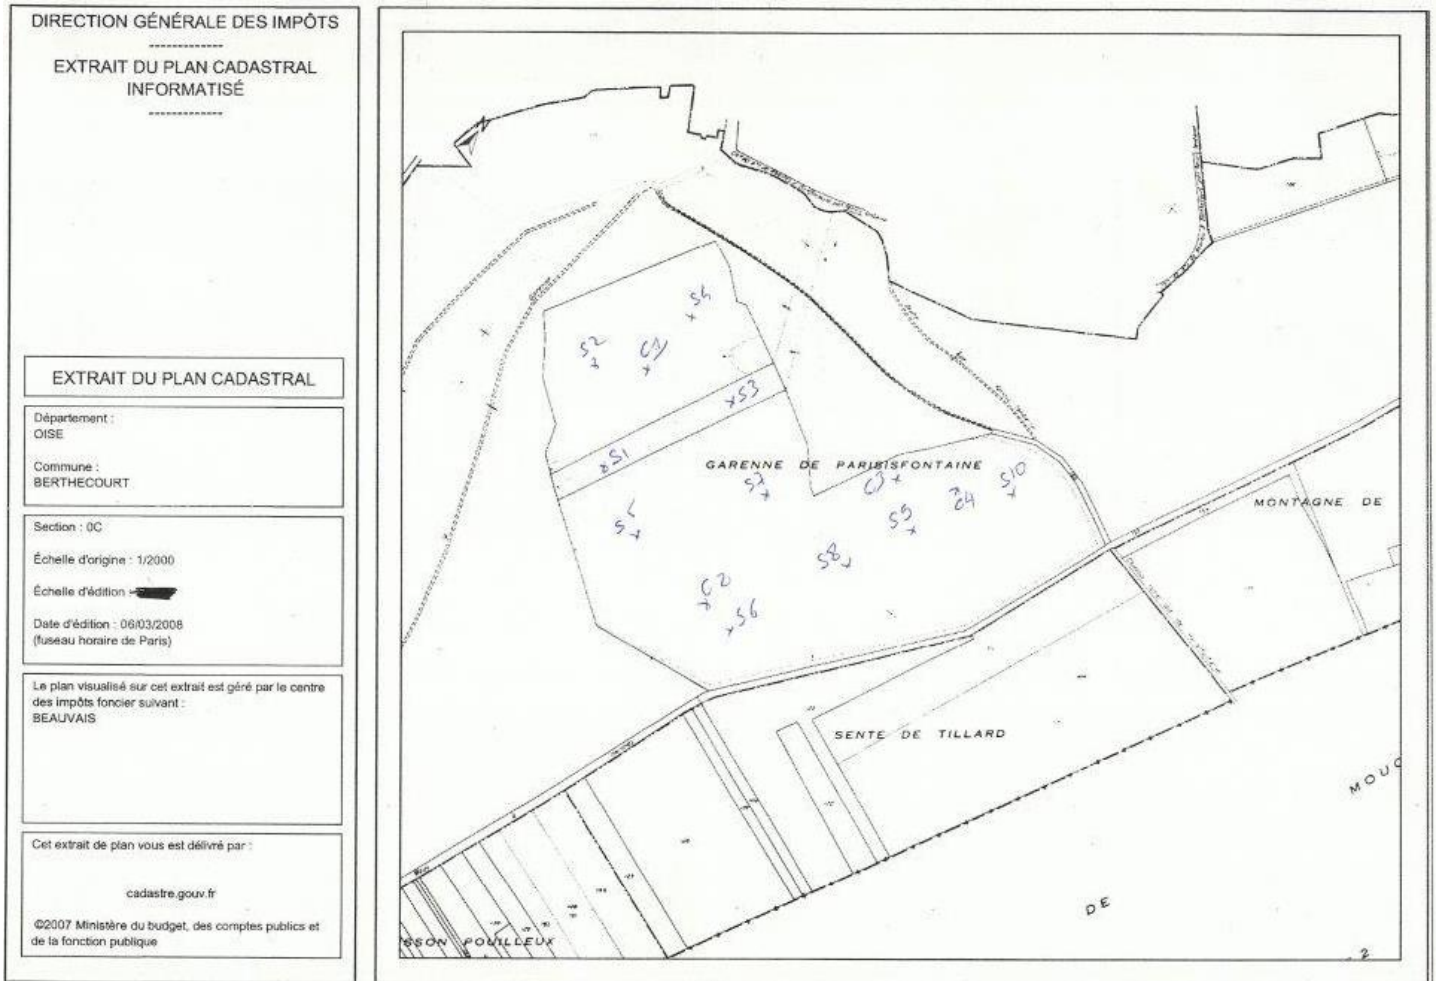 DIRECTION GÉNÉRALE DES IMPÔTS
-------------
EXTRAIT DU PLAN CADASTRAL
INFORMATISÉ
-------------
EXTRAIT DU PLAN CADASTRAL
Département :
OISE
Commune :
BERTHECOURT
Section : 0C
Échelle d'origine : 1/2000
Échelle d'édition :
Date d'édition : 06/03/2008
(fuseau horaire de Paris)
Le plan visualisé sur cet extrait est géré par le centre
des impôts foncier suivant :
BEAUVAIS
Cet extrait de plan vous est délivré par :
cadastre.gouv.fr
©2007 Ministère du budget, des comptes publics et
de la fonction publique
S4
S2
C1
S3
S1
GARENNE DE PARISISFONTAINE
S7
C3
C4
S10
MONTAGNE DE
S5
S9
S8
C2
S6
SENTE DE TILLARD
MOUC
DE
SSON POUILLEUX
2